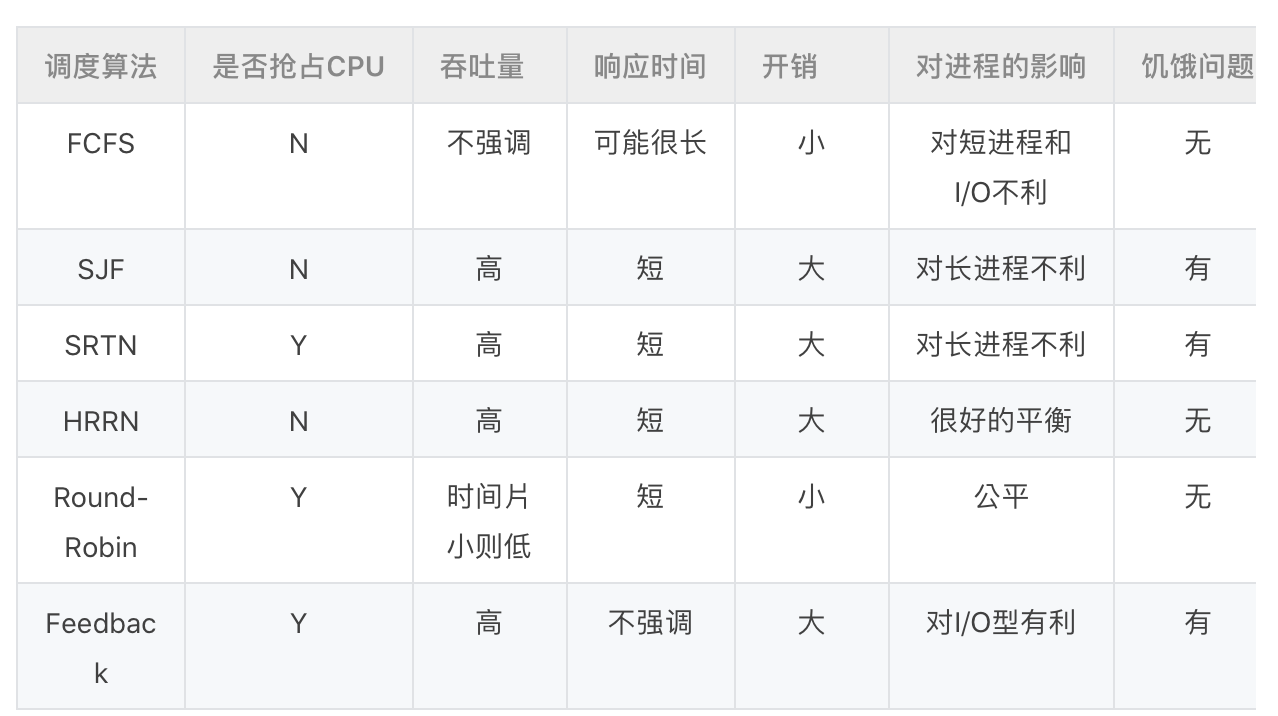 调度算法 是否抢占CPU 吞吐量 响应时间 开销 对进程的影响 饥饿问题
FCFS N 不强调 可能很长 小 对短进程和 无
I/O不利
SJF N 高 短 大 对长进程不利 有
SRTN Y 高 短 大 对长进程不利 有
HRRN N 高 短 大 很好的平衡 无
Round- Y 时间片 短 小 公平 无
Robin 小则低
Feedbac Y 高 不强调 大 对I/O型有利 有
k